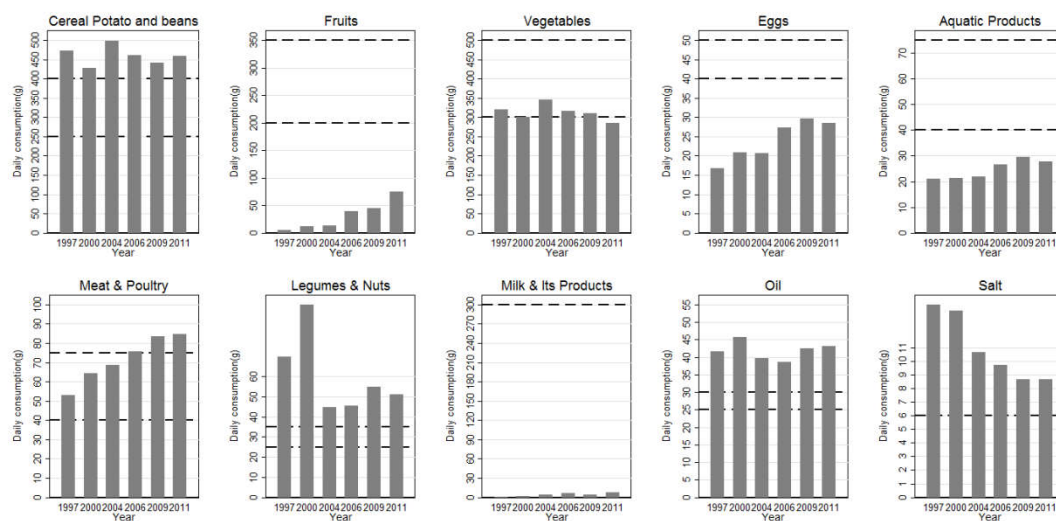 Cereal Potato and beans
Daily consumption(g)
0 50 100 150 200 250 300 350 400 450 500
1997 2000 2004 2006 2009 2011
Year
Fruits
Daily consumption(g)
0 50 100 150 200 250 300 350
1997 2000 2004 2006 2009 2011
Year
Vegetables
Daily consumption(g)
0 50 100 150 200 250 300 350 400 450 500
1997 2000 2004 2006 2009 2011
Year
Eggs
Daily consumption(g)
0 5 10 15 20 25 30 35 40 45 50
1997 2000 2004 2006 2009 2011
Year
Aquatic Products
Daily consumption(g)
0 10 20 30 40 50 60 70
1997 2000 2004 2006 2009 2011
Year
Meat & Poultry
Daily consumption(g)
0 10 20 30 40 50 60 70 80 90 100
1997 2000 2004 2006 2009 2011
Year
Legumes & Nuts
Daily consumption(g)
0 10 20 30 40 50 60
1997 2000 2004 2006 2009 2011
Year
Milk & Its Products
Daily consumption(g)
0 30 60 90 120 150 180 210 240 270 300
1997 2000 2004 2006 2009 2011
Year
Oil
Daily consumption(g)
0 5 10 15 20 25 30 35 40 45 50 55
1997 2000 2004 2006 2009 2011
Year
Salt
Daily consumption(g)
0 1 2 3 4 5 6 7 8 9 10 11
1997 2000 2004 2006 2009 2011
Year